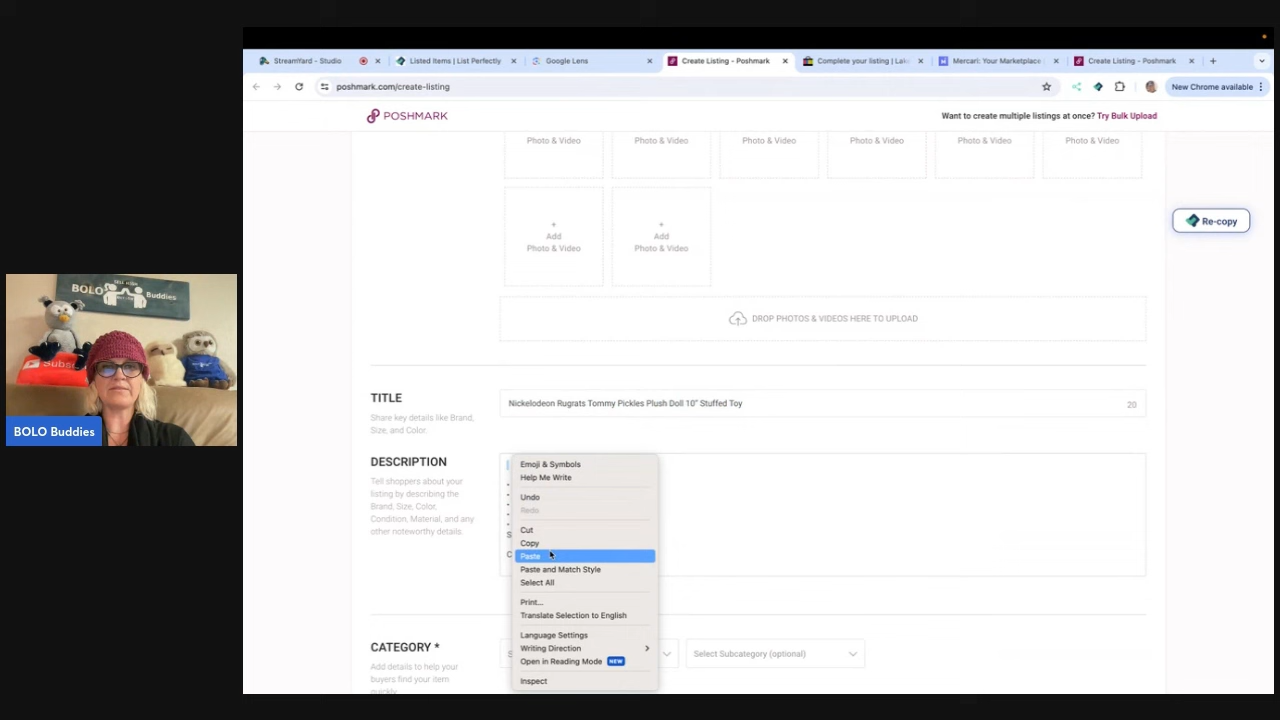 StreamYard - Studio
Listed Items | List Perfectly
Google Lens
Create Listing - Poshmark
Complete your listing | Lak
Mercari: Your Marketplace
Create Listing - Poshmark
poshmark.com/create-listing
New Chrome available
POSHMARK
Want to create multiple listings at once? Try Bulk Upload
Photo & Video
Photo & Video
Photo & Video
Photo & Video
Photo & Video
Photo & Video
+
Add
Photo & Video
+
Add
Photo & Video
Re-copy
DROP PHOTOS & VIDEOS HERE TO UPLOAD
TITLE
Share key details like Brand,
Size, and Color.
Nickelodeon Rugrats Tommy Pickles Plush Doll 10" Stuffed Toy
20
DESCRIPTION
Tell shoppers about your
listing by describing the
Brand, Size, Color,
Condition, Material, and any
other noteworthy details.
Emoji & Symbols
Help Me Write
Undo
Redo
Cut
Copy
Paste
Paste and Match Style
Select All
Print...
Translate Selection to English
Language Settings
Writing Direction
Open in Reading Mode NEW
Inspect
CATEGORY *
Add details to help your
buyers find your item
quickly.
Select Subcategory (optional)
BOLO Buddies
Subs
BOLO Buddies